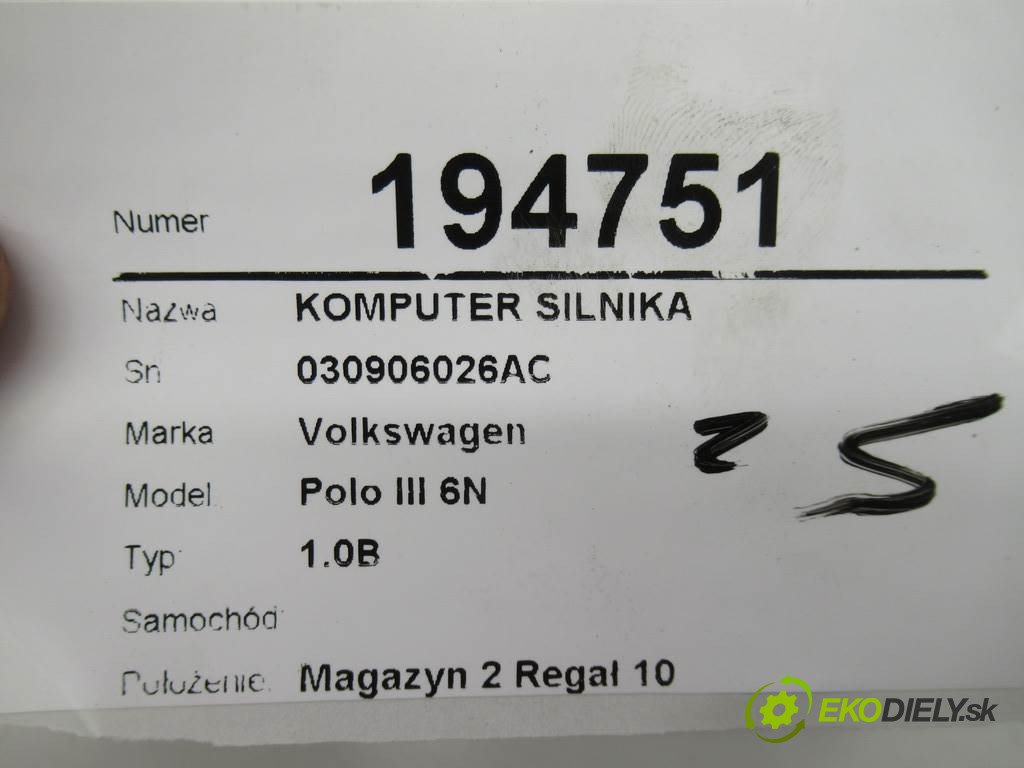 Numer 194751
Nazwa KOMPUTER SILNIKA
Sn 030906026AC
Marka Volkswagen
Model Polo III 6N
Typ 1.0B
Samochód
Położenie Magazyn 2 Regał 10
EKODIELY.sk